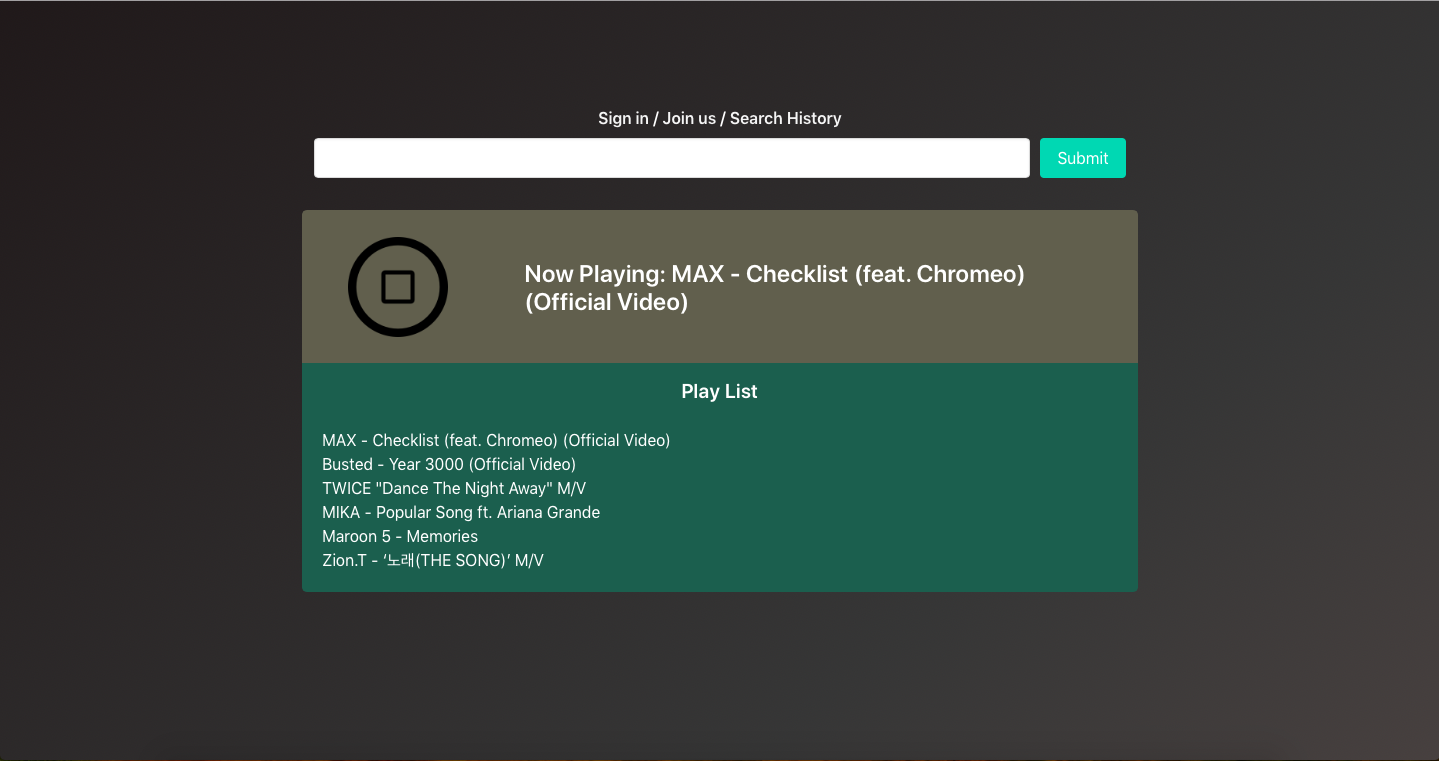 Sign in / Join us / Search History
Submit
Now Playing: MAX - Checklist (feat. Chromeo)
(Official Video)
Play List
MAX - Checklist (feat. Chromeo) (Official Video)
Busted - Year 3000 (Official Video)
TWICE "Dance The Night Away" M/V
MIKA - Popular Song ft. Ariana Grande
Maroon 5 - Memories
Zion.T - ‘노래(THE SONG)’ M/V